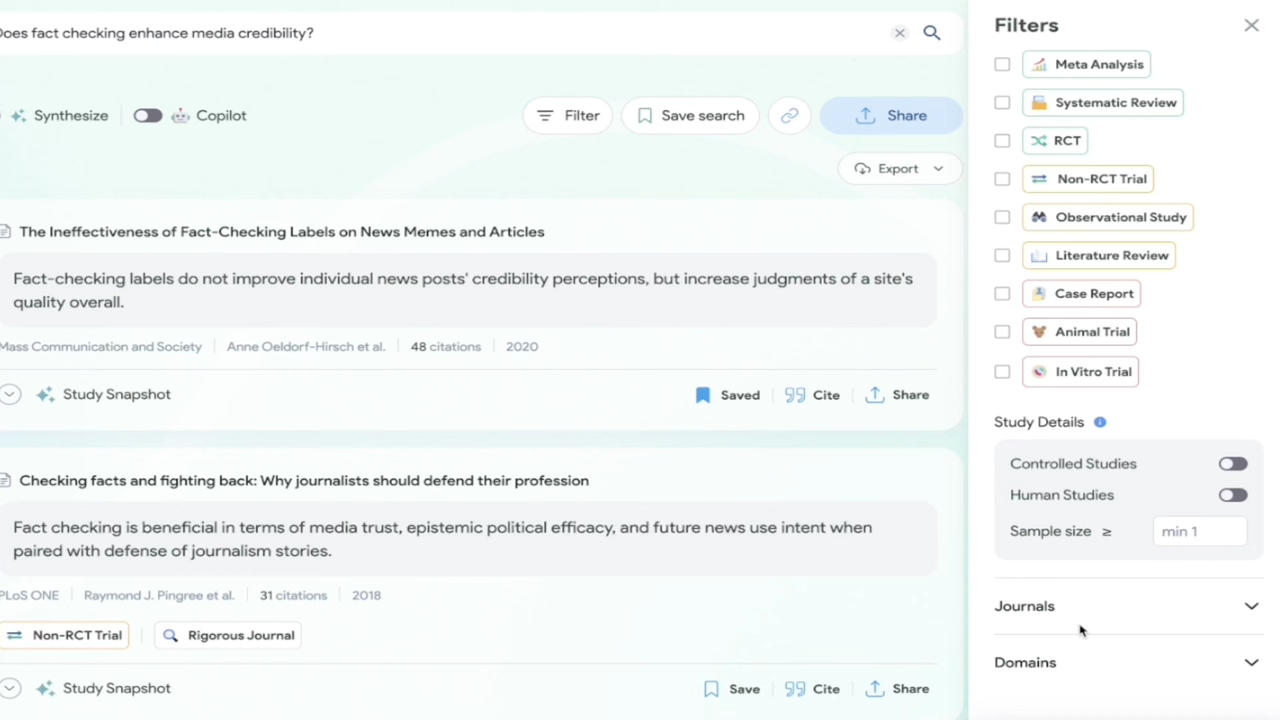 Does fact checking enhance media credibility?
Synthesize
Copilot
Filter
Save search
Share
Export
The Ineffectiveness of Fact-Checking Labels on News Memes and Articles
Fact-checking labels do not improve individual news posts' credibility perceptions, but increase judgments of a site's
quality overall.
Mass Communication and Society
Anne Oeldorf-Hirsch et al.
48 citations
2020
Study Snapshot
Saved
Cite
Share
Checking facts and fighting back: Why journalists should defend their profession
Fact checking is beneficial in terms of media trust, epistemic political efficacy, and future news use intent when
paired with defense of journalism stories.
PLoS ONE
Raymond J. Pingree et al.
31 citations
2018
Non-RCT Trial
Rigorous Journal
Study Snapshot
Save
Cite
Share
Filters
Meta Analysis
Systematic Review
RCT
Non-RCT Trial
Observational Study
Literature Review
Case Report
Animal Trial
In Vitro Trial
Study Details
Controlled Studies
Human Studies
Sample size ≥
min 1
Journals
Domains